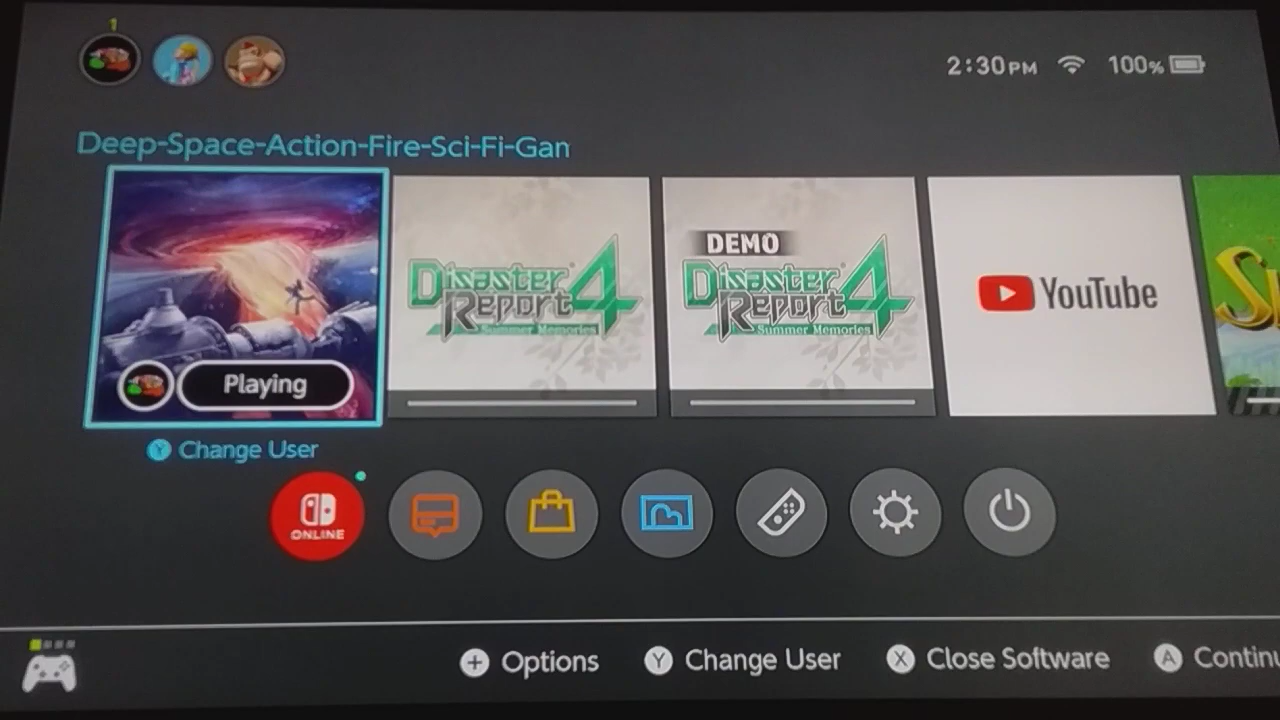 1
2:30PM 100%
Deep-Space-Action-Fire-Sci-Fi-Gan
Disaster Report 4
Summer Memories
DEMO
Disaster Report 4
Summer Memories
YouTube
Playing
Y Change User
ONLINE
+ Options Y Change User X Close Software A Continu